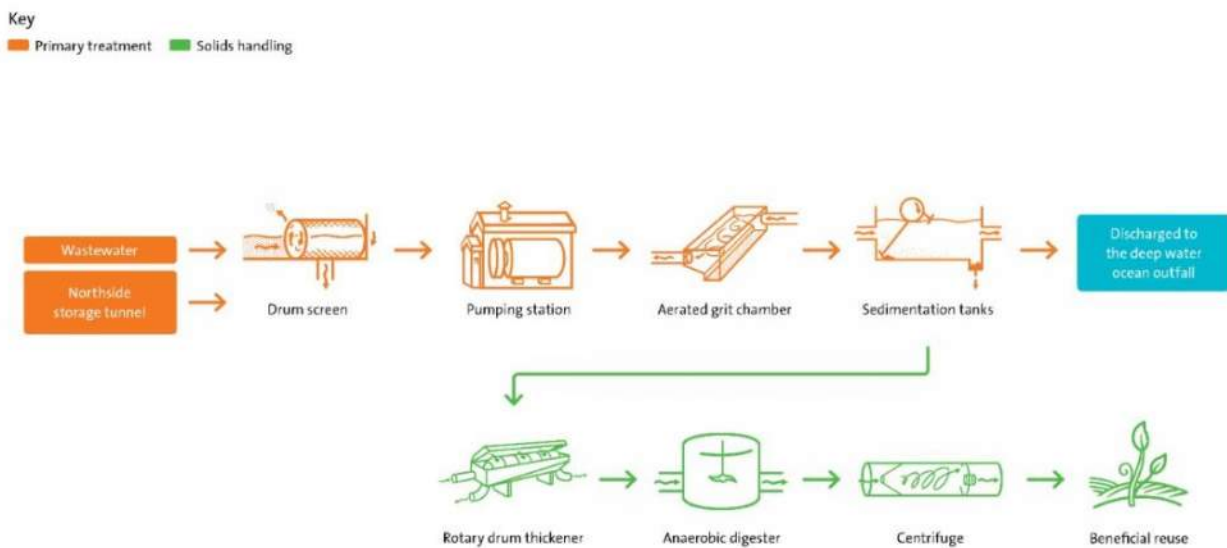 Key
Primary treatment
Solids handling
Wastewater
Northside
storage tunnel
Drum screen
Pumping station
Aerated grit chamber
Sedimentation tanks
Discharged to
the deep water
ocean outfall
Rotary drum thickener
Anaerobic digester
Centrifuge
Beneficial reuse